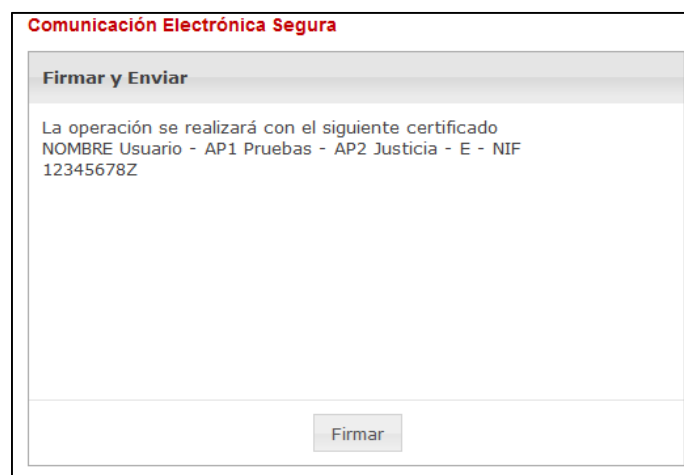 Comunicación Electrónica Segura
Firmar y Enviar
La operación se realizará con el siguiente certificado
NOMBRE Usuario - AP1 Pruebas - AP2 Justicia - E - NIF
12345678Z
Firmar